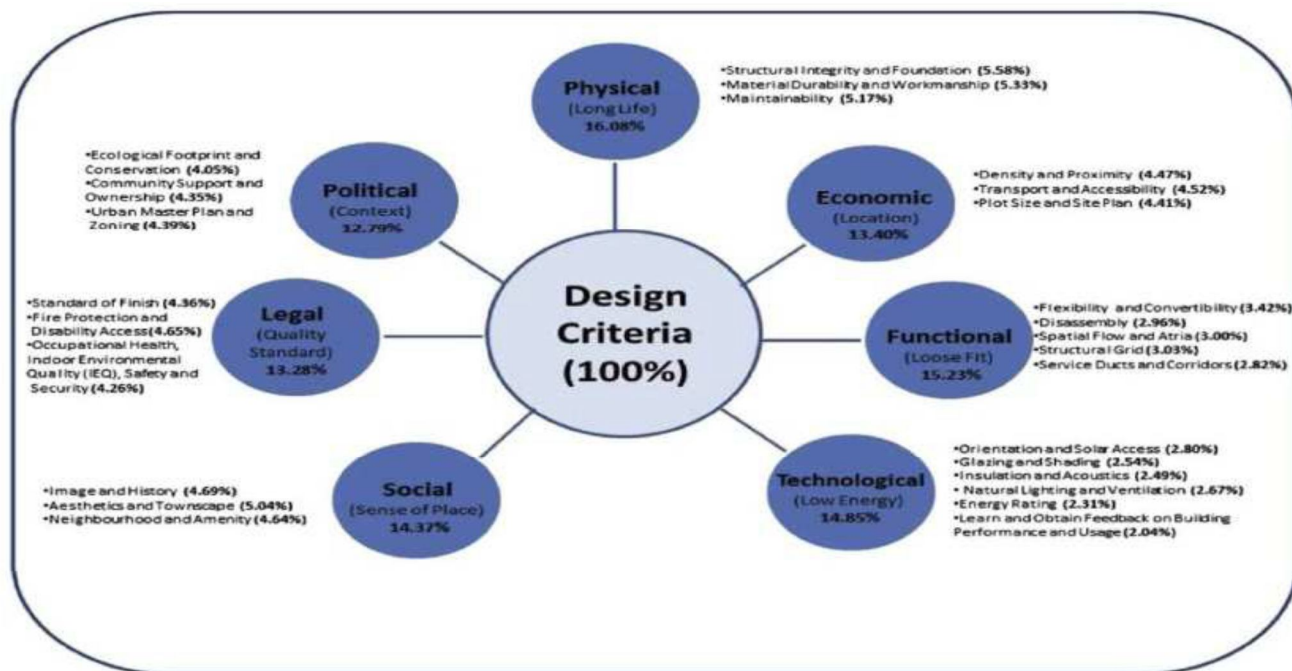 Physical
(Long Life)
16.08%
•Structural Integrity and Foundation (5.58%)
•Material Durability and Workmanship (5.33%)
•Maintainability (5.17%)
•Ecological Footprint and
Conservation (4.05%)
•Community Support and
Ownership (4.35%)
•Urban Master Plan and
Zoning (4.39%)
Political
(Context)
12.79%
Economic
(Location)
13.40%
•Density and Proximity (4.47%)
•Transport and Accessibility (4.52%)
•Plot Size and Site Plan (4.41%)
Design
Criteria
(100%)
•Standard of Finish (4.36%)
•Fire Protection and
Disability Access(4.65%)
•Occupational Health,
Indoor Environmental
Quality (IEQ), Safety and
Security (4.26%)
Legal
(Quality
Standard)
13.28%
Functional
(Loose Fit)
15.23%
•Flexibility and Convertibility (3.42%)
•Disassembly (2.96%)
•Spatial Flow and Atria (3.00%)
•Structural Grid (3.03%)
•Service Ducts and Corridors (2.82%)
•Image and History (4.69%)
•Aesthetics and Townscape (5.04%)
•Neighbourhood and Amenity (4.64%)
Social
(Sense of Place)
14.37%
Technological
(Low Energy)
14.85%
•Orientation and Solar Access (2.80%)
•Glazing and Shading (2.54%)
•Insulation and Acoustics (2.49%)
• Natural Lighting and Ventilation (2.67%)
•Energy Rating (2.31%)
•Learn and Obtain Feedback on Building
Performance and Usage (2.04%)